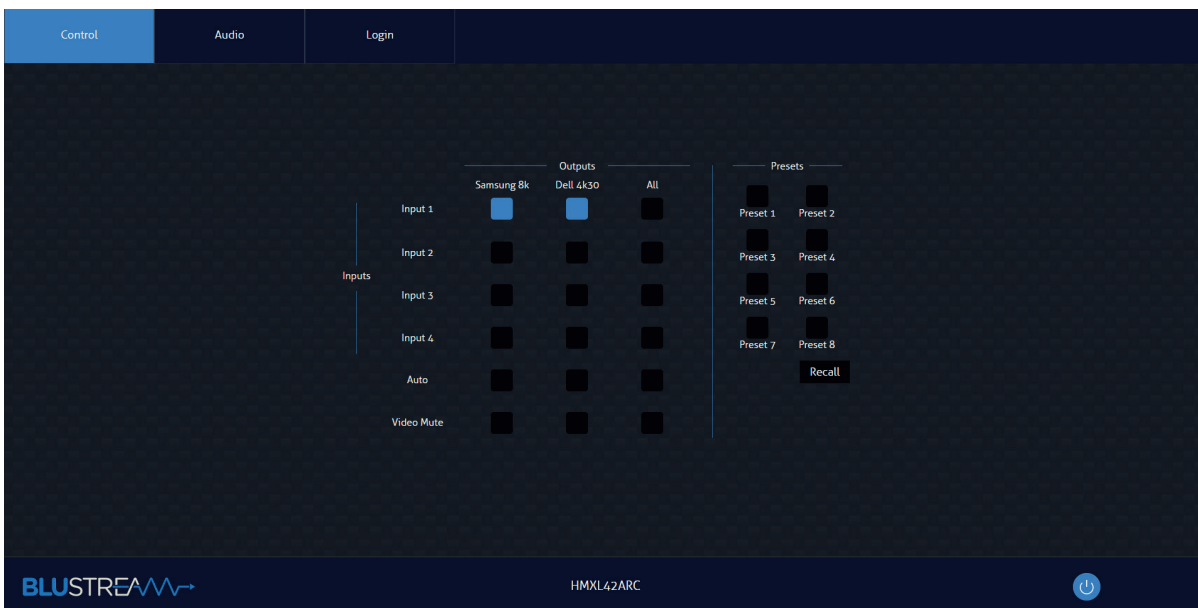 Control Audio Login
Outputs Presets
Samsung 8k Dell 4k30 All
Input 1
Preset 1 Preset 2
Input 2
Preset 3 Preset 4
Inputs
Input 3
Preset 5 Preset 6
Input 4
Preset 7 Preset 8
Recall
Auto
Video Mute
BLUSTREAM HMXL42ARC